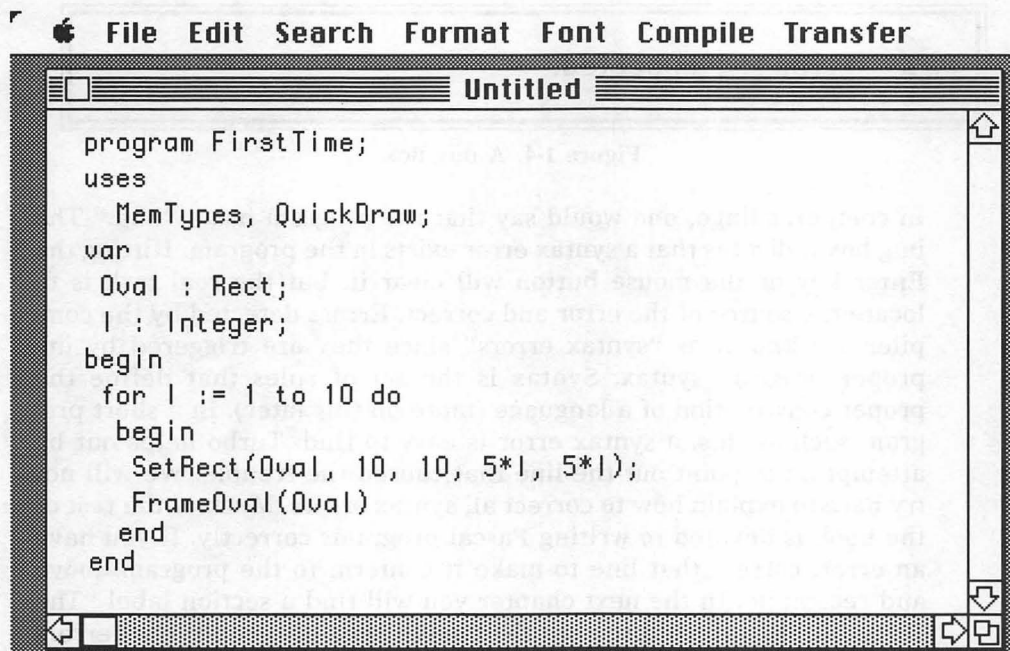 File Edit Search Format Font Compile Transfer
Untitled
program FirstTime;
uses
MemTypes, QuickDraw;
var
Oval : Rect;
I : Integer;
begin
for I := to 10 do
begin
SetRect(Oval, 10, 10, 5*I, 5*I);
FrameOval(Oval)
end
end